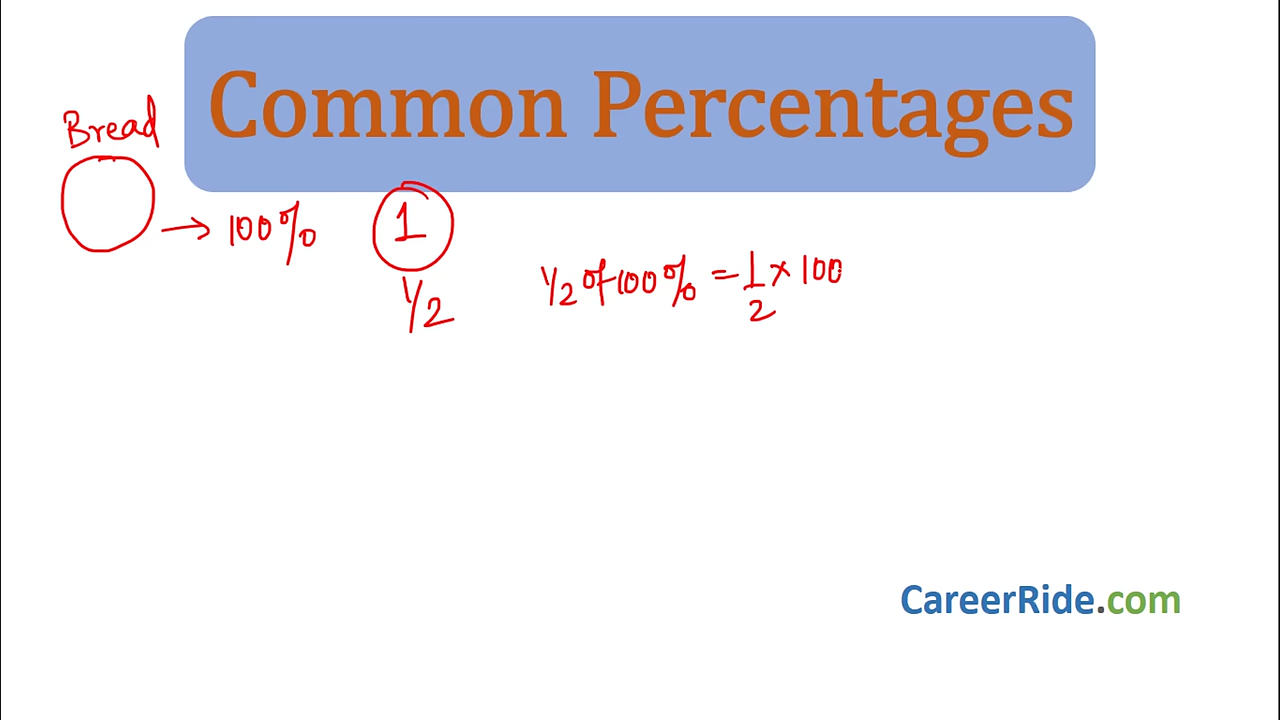 Common Percentages
Bread
→ 100% 1
1/2
1/2 of 100% = 1/2 × 100
CareerRide.com